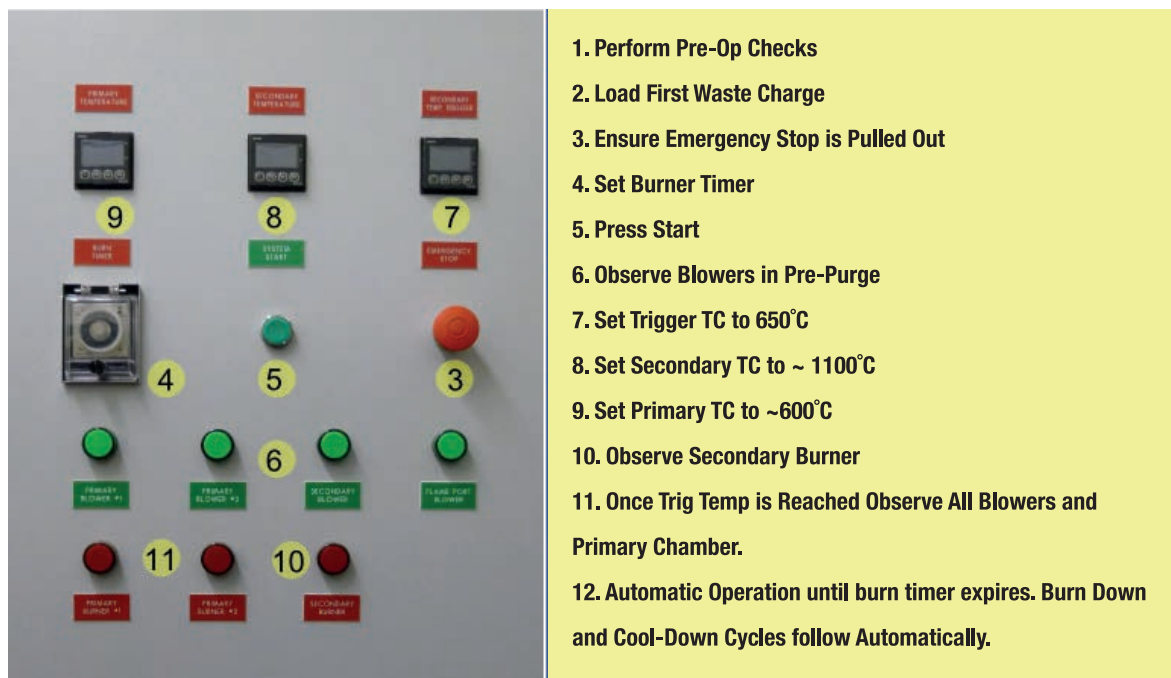 PRIMARY
TEMPERATURE
SECONDARY
TEMPERATURE
SECONDARY
TEMP TRIGGER
9
8
7
BURN
TIMER
SYSTEM
START
EMERGENCY
STOP
4
5
3
6
PRIMARY
BLOWER #1
PRIMARY
BLOWER #2
SECONDARY
BLOWER
FLAME PORT
BLOWER
11
10
PRIMARY
BURNER #1
PRIMARY
BURNER #2
SECONDARY
BURNER
1. Perform Pre-Op Checks
2. Load First Waste Charge
3. Ensure Emergency Stop is Pulled Out
4. Set Burner Timer
5. Press Start
6. Observe Blowers in Pre-Purge
7. Set Trigger TC to 650°C
8. Set Secondary TC to ~ 1100°C
9. Set Primary TC to ~600°C
10. Observe Secondary Burner
11. Once Trig Temp is Reached Observe All Blowers and
Primary Chamber.
12. Automatic Operation until burn timer expires. Burn Down
and Cool-Down Cycles follow Automatically.